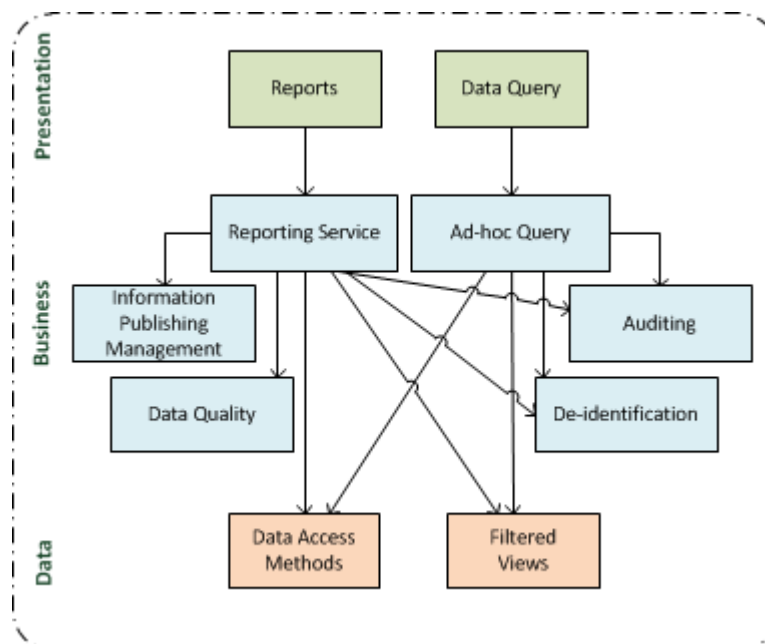 Presentation
Reports
Data Query
Business
Reporting Service
Ad-hoc Query
Information
Publishing
Management
Auditing
Data Quality
De-identification
Data
Data Access
Methods
Filtered
Views